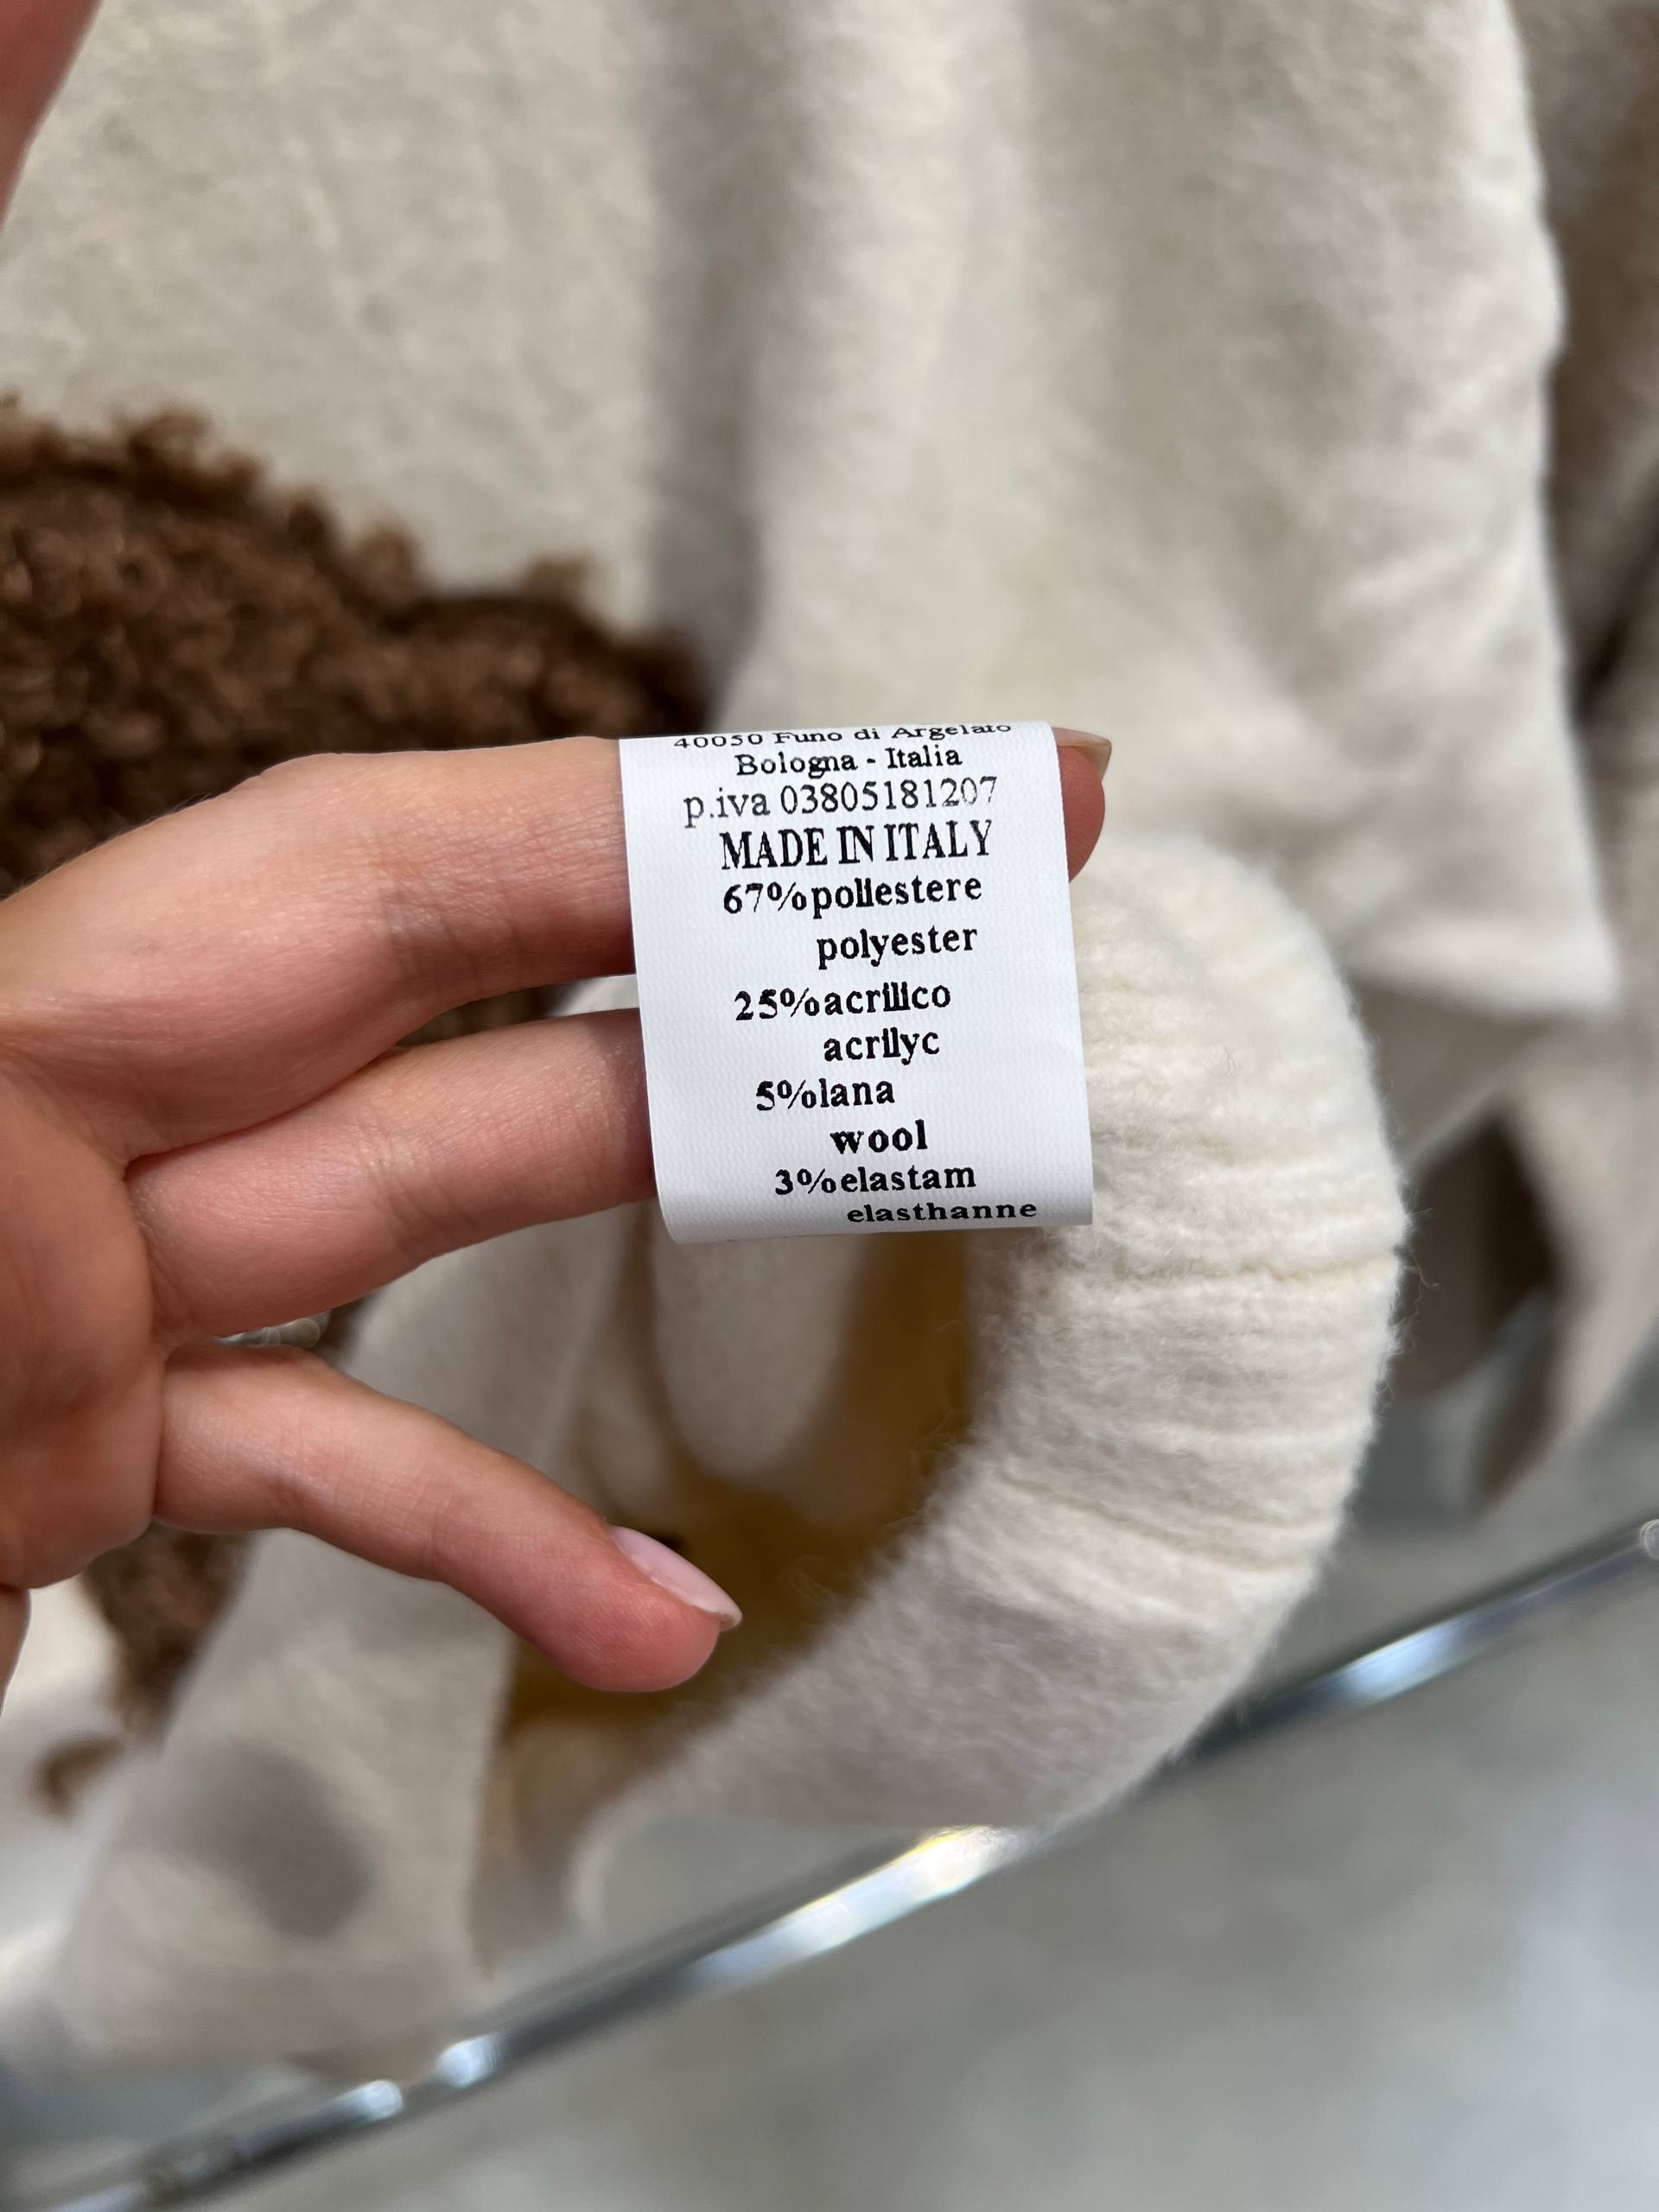 40050 Funo di Argelato
Bologna - Italia
p.iva 03805181207
MADE IN ITALY
67%poliestere
polyester
25%acrilico
acrilyc
5%lana
wool
3%elastam
elasthanne